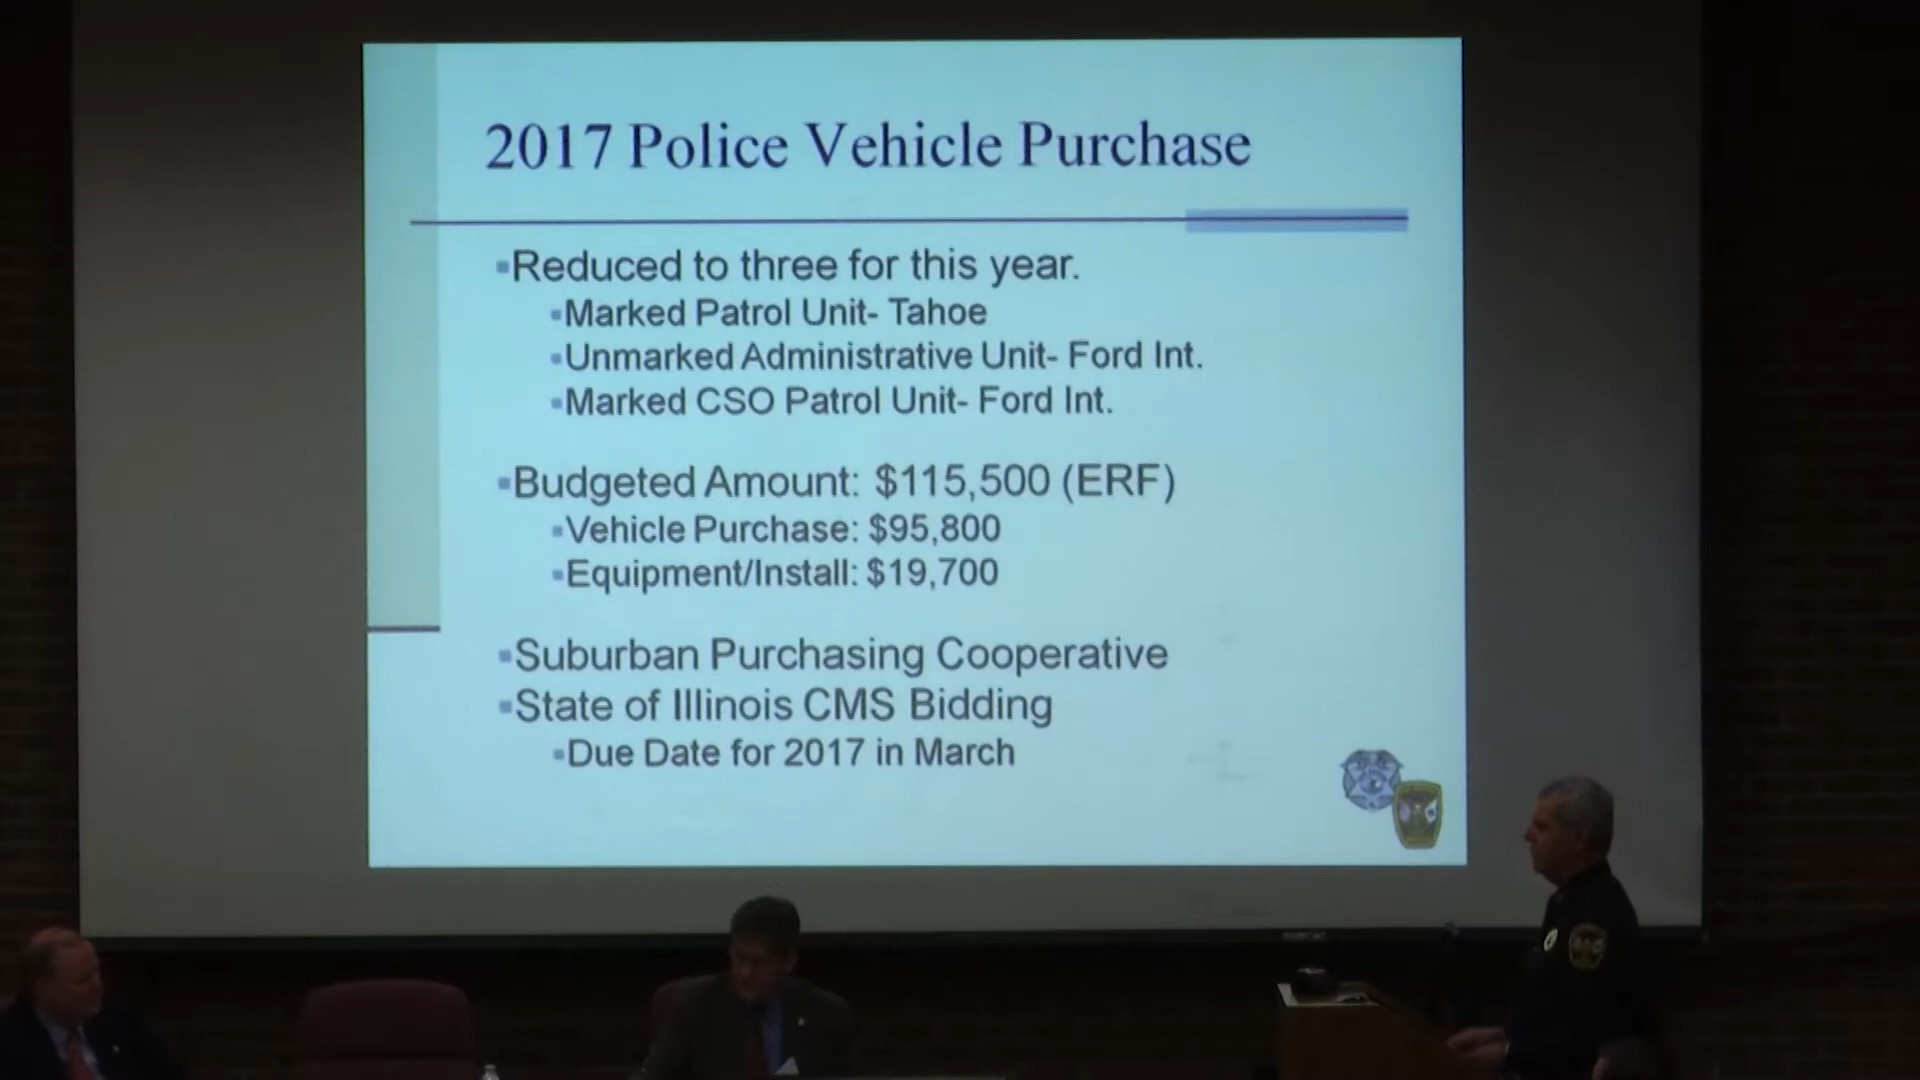 2017 Police Vehicle Purchase
Reduced to three for this year.
Marked Patrol Unit- Tahoe
Unmarked Administrative Unit- Ford Int.
Marked CSO Patrol Unit- Ford Int.
Budgeted Amount: $115,500 (ERF)
Vehicle Purchase: $95,800
Equipment/Install: $19,700
Suburban Purchasing Cooperative
State of Illinois CMS Bidding
Due Date for 2017 in March